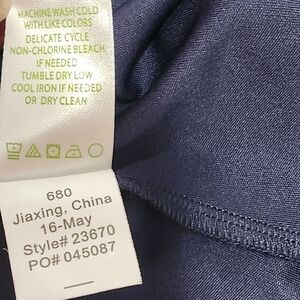 MACHINE WASH COLD
WITH LIKE COLORS
DELICATE CYCLE
NON-CHLORINE BLEACH
IF NEEDED
TUMBLE DRY LOW
COOL IRON IF NEEDED
OR DRY CLEAN
680
Jiaxing, China
16-May
Style# 23670
PO# 045087